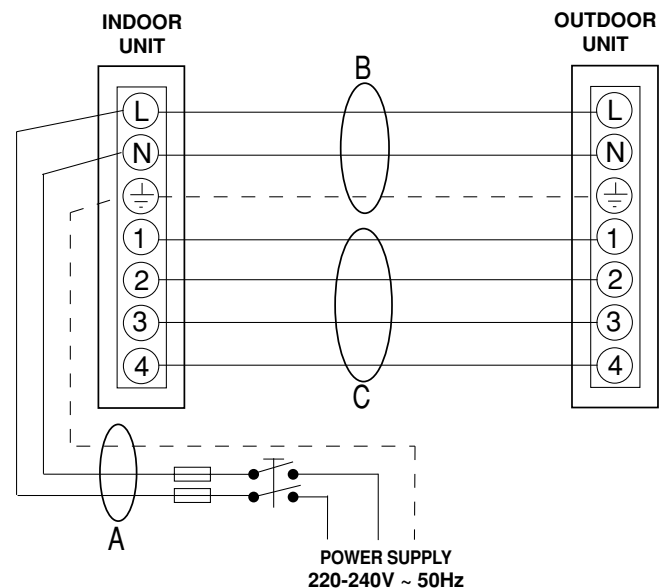 INDOOR
UNIT
OUTDOOR
UNIT
B
L
L
N
N
1
1
2
2
3
3
4
4
C
A
POWER SUPPLY
220-240V ~ 50Hz